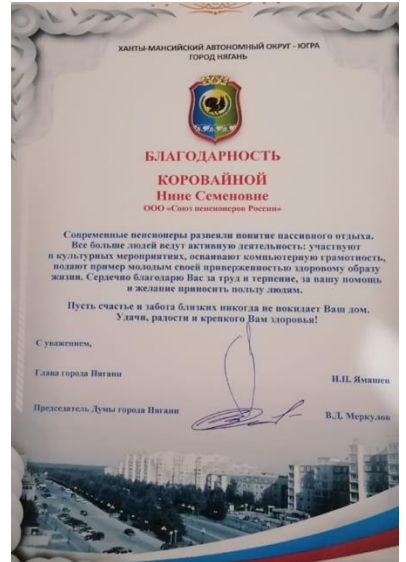 ХАНТЫ-МАНСИЙСКИЙ АВТОНОМНЫЙ ОКРУГ - ЮГРА
ГОРОД НЯГАНЬ
БЛАГОДАРНОСТЬ
КОРОВАЙНОЙ
Нине Семеновне
ООО «Союз пенсионеров России»
Современные пенсионеры развеяли понятие пассивного отдыха.
Все больше людей ведут активную деятельность: участвуют
в культурных мероприятиях, осваивают компьютерную грамотность,
подают пример молодым своей приверженностью здоровому образу
жизни. Сердечно благодарю Вас за труд и терпение, за вашу помощь
и желание приносить пользу людям.
Пусть счастье и забота близких никогда не покидает Ваш дом.
Удачи, радости и крепкого Вам здоровья!
С уважением,
Глава города Нягани
И.П. Ямашев
Председатель Думы города Нягани
В.Д. Меркулов